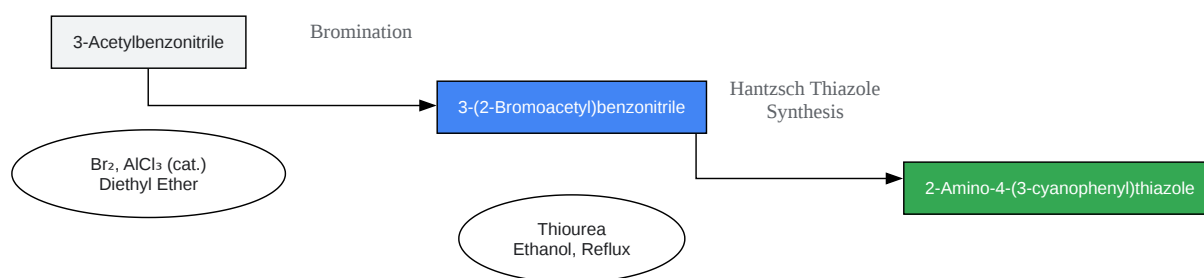 3-Acetylbenzonitrile
Bromination
Br₂, AlCl₃ (cat.)
Diethyl Ether
3-(2-Bromoacetyl)benzonitrile
Hantzsch Thiazole
Synthesis
Thiourea
Ethanol, Reflux
2-Amino-4-(3-cyanophenyl)thiazole